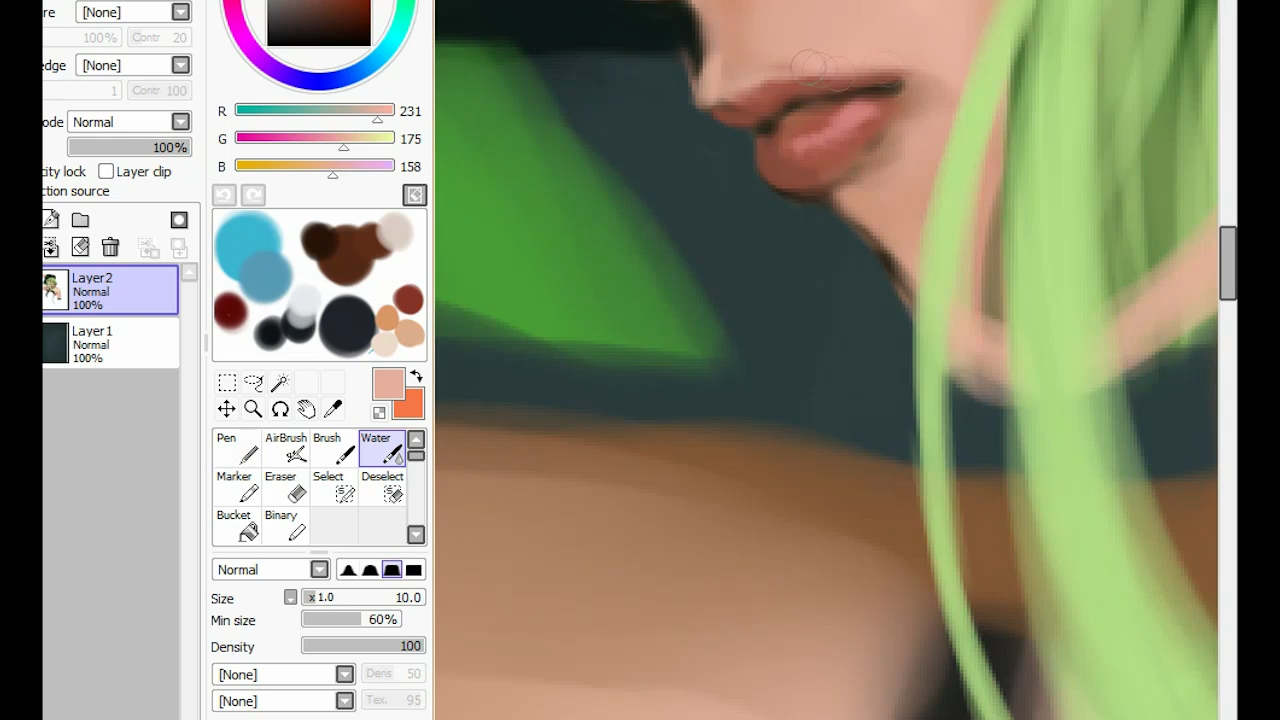 re [None]
100% Contr 20
edge [None]
1 Contr 100
ode Normal
100%
ity lock Layer clip
ction source
Layer2
Normal
100%
Layer1
Normal
100%
R 231
G 175
B 158
Pen AirBrush Brush Water
Marker Eraser Select Deselect
Bucket Binary
Normal
Size x 1.0 10.0
Min size 60%
Density 100
[None] Dens 50
[None] Tex. 95